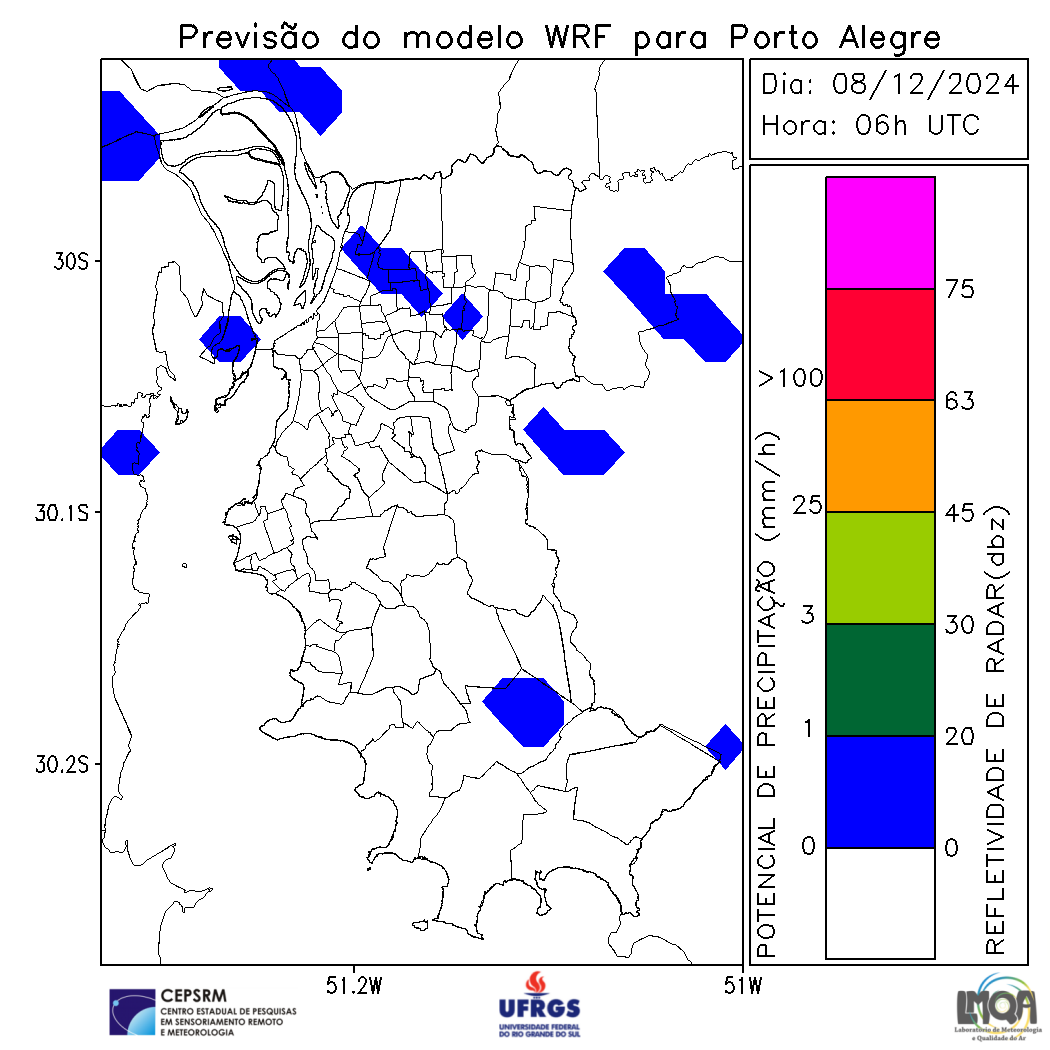 Previsão do modelo WRF para Porto Alegre
Dia: 08/12/2024
Hora: 06h UTC
30S
30.1S
30.2S
51.2W
51W
POTENCIAL DE PRECIPITAÇÃO (mm/h)
>100
25
3
1
0
75
63
45
30
20
0
REFLETIVIDADE DE RADAR(dbz)
CEPSRM
CENTRO ESTADUAL DE PESQUISAS
EM SENSORIAMENTO REMOTO
E METEOROLOGIA
UFRGS
UNIVERSIDADE FEDERAL
DO RIO GRANDE DO SUL
LMQA
Laboratório de Meteorologia
e Qualidade do Ar